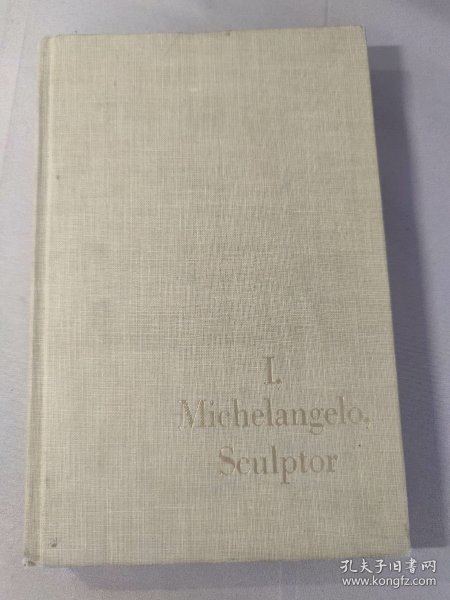 I,
Michelangelo,
Sculptor
孔夫子旧书网
www.kongfz.com